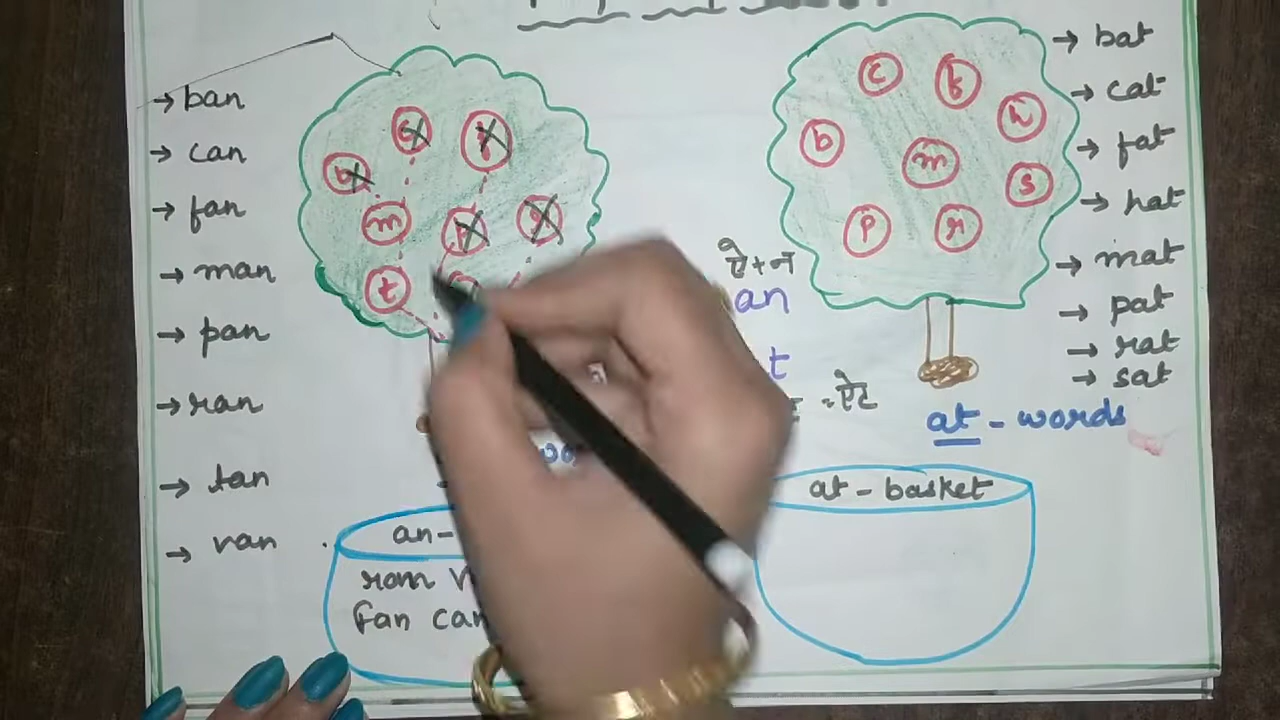 → ban
→ can
→ fan
→ man
→ pan
→ ran
→ tan
→ van
m
t
ऐ+न
an
t
=ऐट
an-
ran
fan can
c
f
h
b
m
s
p
r
→ bat
→ cat
→ fat
→ hat
→ mat
→ pat
→ rat
→ sat
at - words
at - basket